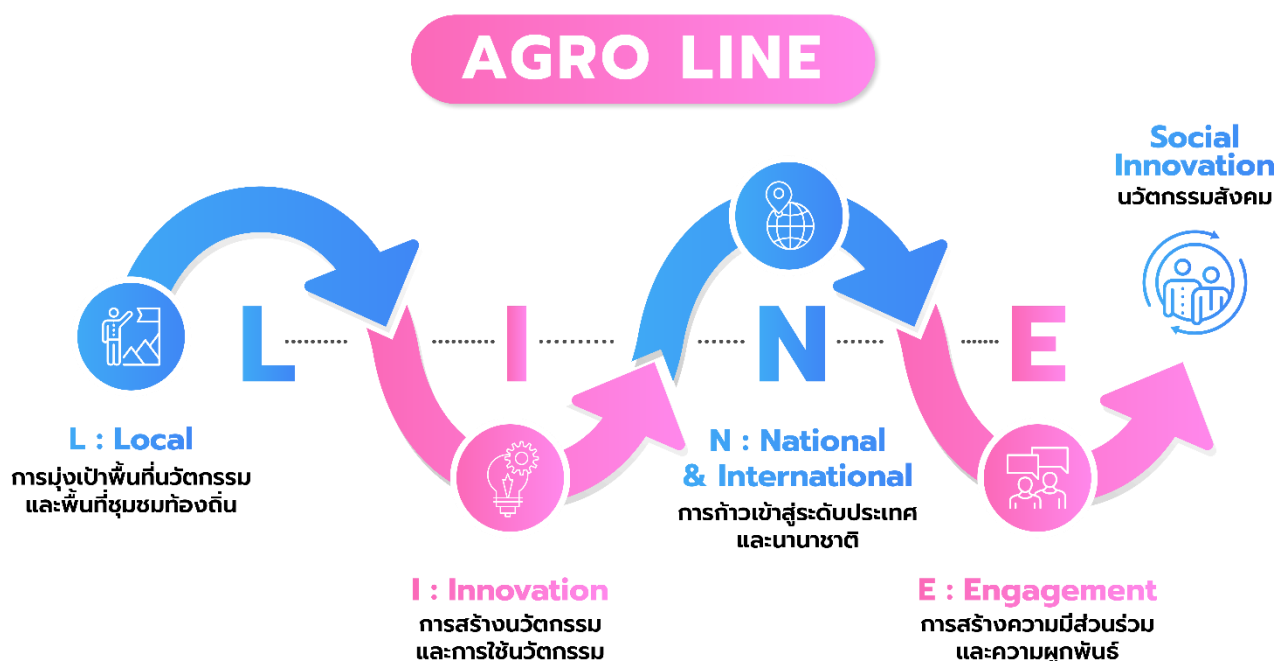 AGRO LINE
Social
Innovation
นวัตกรรมสังคม
L
I
N
E
L : Local
การมุ่งเป้าพื้นที่นวัตกรรม
และพื้นที่ชุมชมท้องถิ่น
I : Innovation
การสร้างนวัตกรรม
และการใช้นวัตกรรม
N : National
& International
การก้าวเข้าสู่ระดับประเทศ
และนานาชาติ
E : Engagement
การสร้างความมีส่วนร่วม
และความผูกพันธ์